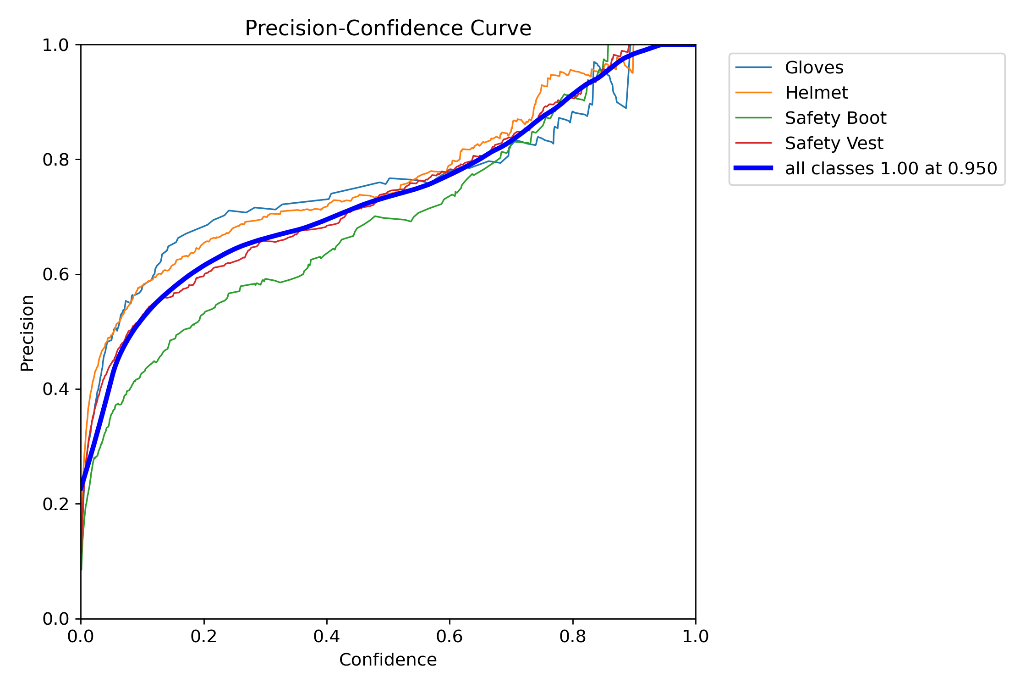 Precision-Confidence Curve
1.0
0.8
0.6
0.4
0.2
0.0
Precision
0.0 0.2 0.4 0.6 0.8 1.0
Confidence
Gloves
Helmet
Safety Boot
Safety Vest
all classes 1.00 at 0.950